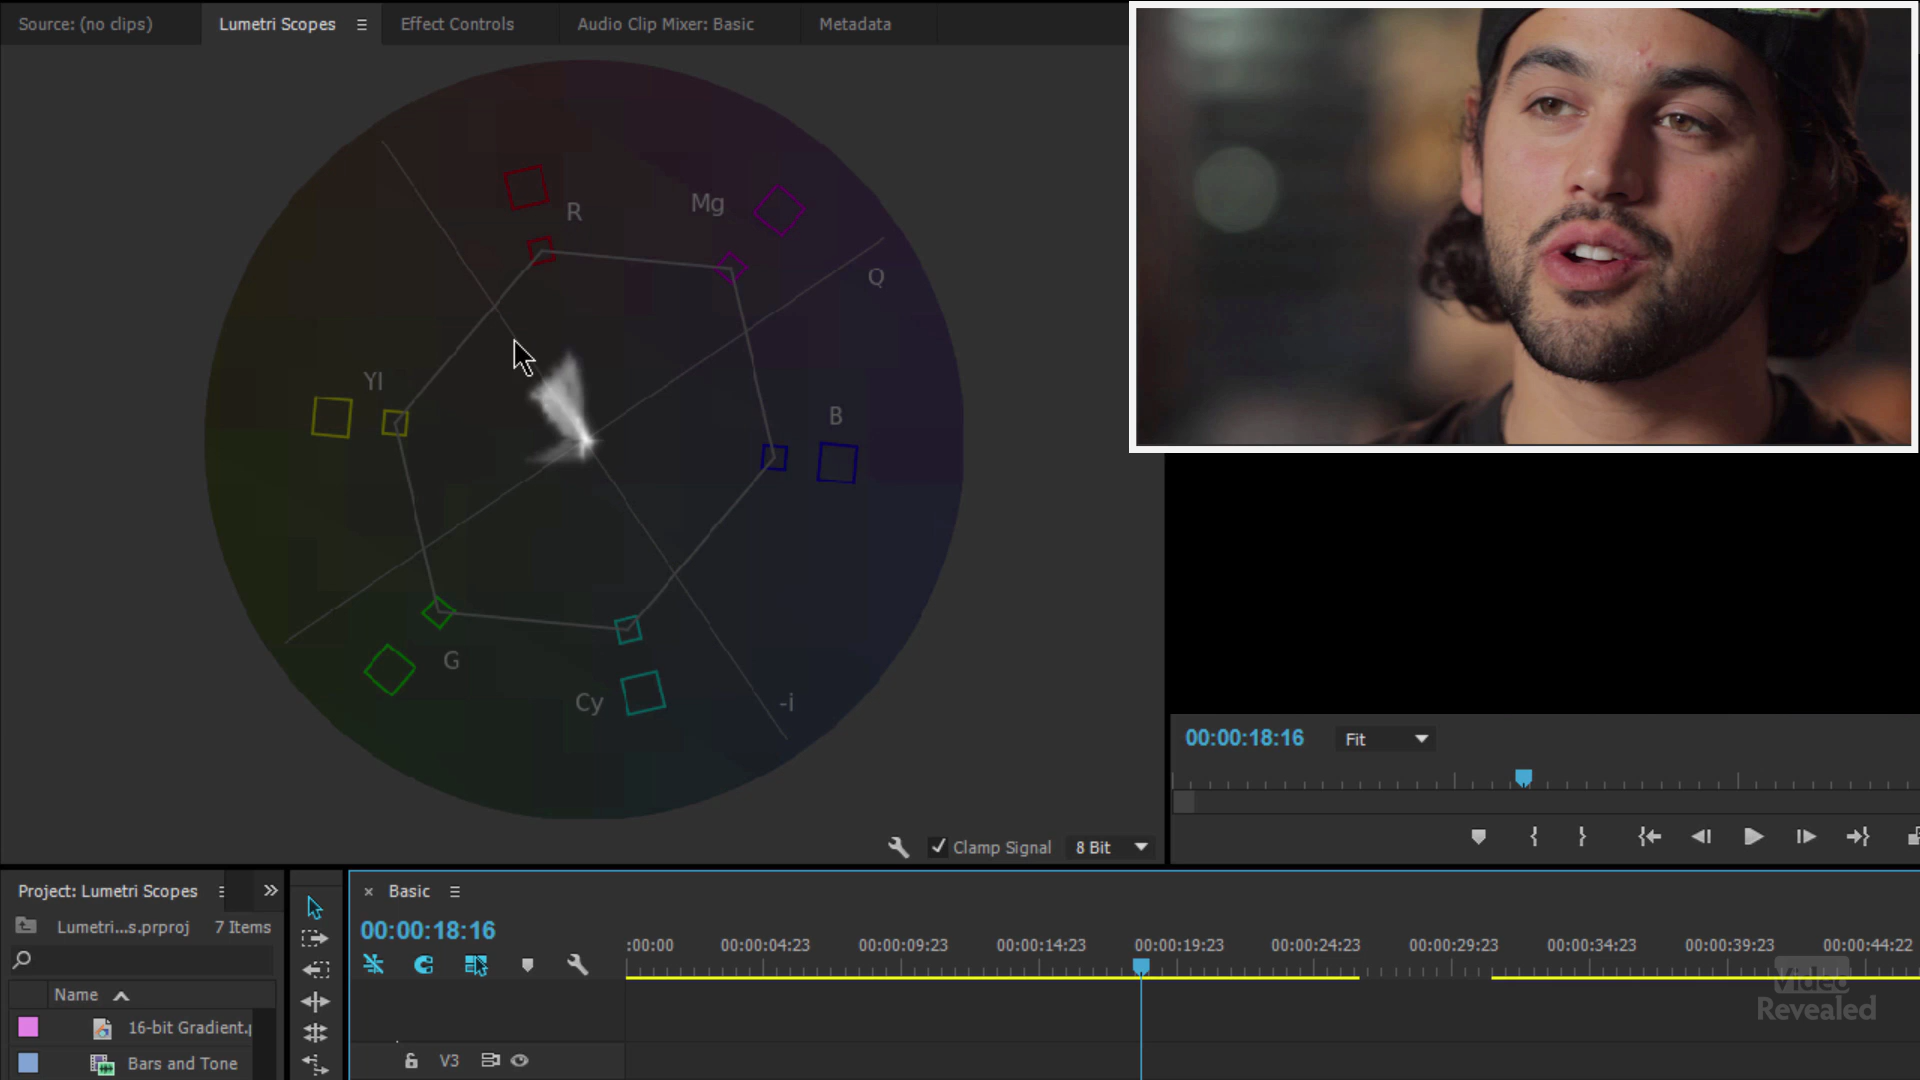 Source: (no clips)
Lumetri Scopes
Effect Controls
Audio Clip Mixer: Basic
Metadata
R
Mg
Q
Yl
B
G
Cy
-i
Clamp Signal
8 Bit
00:00:18:16
Fit
Project: Lumetri Scopes
Lumetri...s.prproj
7 Items
Name
16-bit Gradient.p
Bars and Tone
Basic
00:00:18:16
:00:00
00:00:04:23
00:00:09:23
00:00:14:23
00:00:19:23
00:00:24:23
00:00:29:23
00:00:34:23
00:00:39:23
00:00:44:22
V3
Video
Revealed